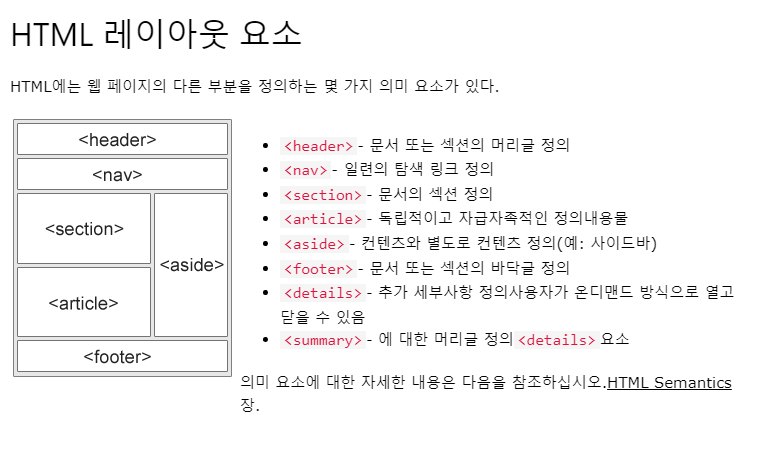 HTML 레이아웃 요소
HTML에는 웹 페이지의 다른 부분을 정의하는 몇 가지 의미 요소가 있다.
<header>
<nav>
<section>
<article>
<aside>
<footer>
<header> - 문서 또는 섹션의 머리글 정의
<nav> - 일련의 탐색 링크 정의
<section> - 문서의 섹션 정의
<article> - 독립적이고 자급자족적인 정의내용물
<aside> - 컨텐츠와 별도로 컨텐츠 정의(예: 사이드바)
<footer> - 문서 또는 섹션의 바닥글 정의
<details> - 추가 세부사항 정의사용자가 온디맨드 방식으로 열고
닫을 수 있음
<summary> - 에 대한 머리글 정의 <details> 요소
의미 요소에 대한 자세한 내용은 다음을 참조하십시오.HTML Semantics
장.